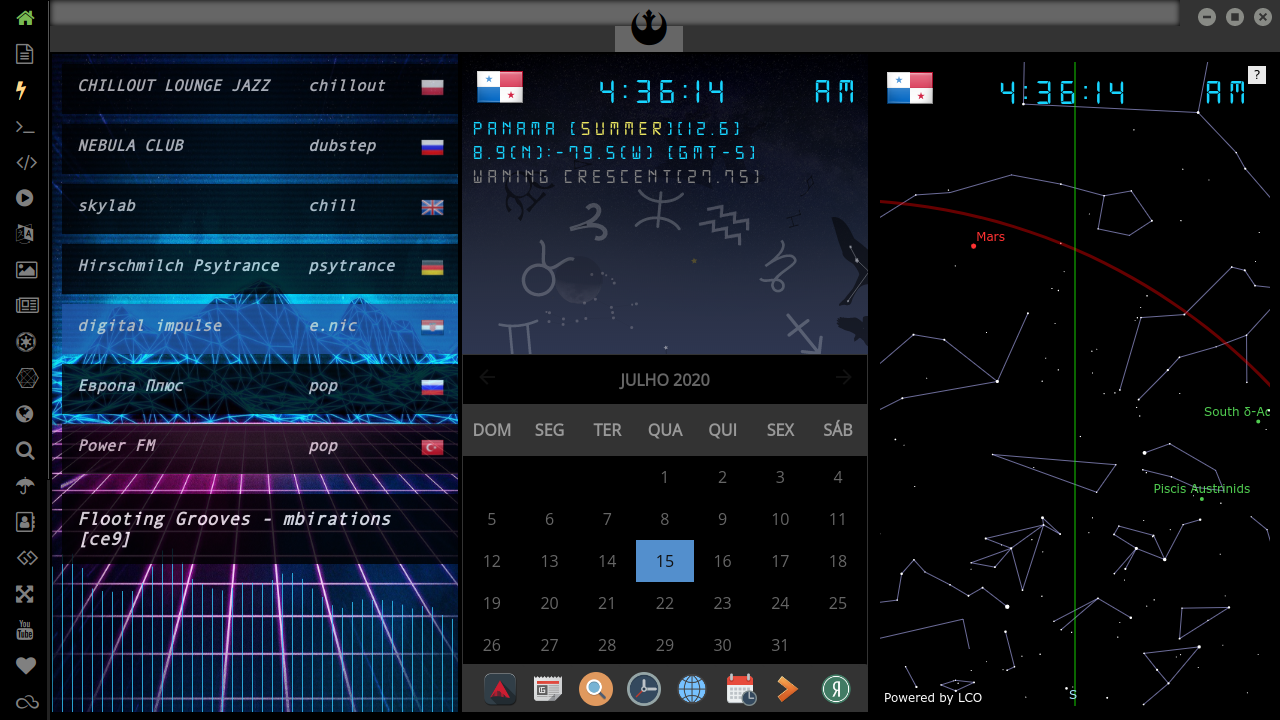 CHILLOUT LOUNGE JAZZ chillout
NEBULA CLUB dubstep
skylab chill
Hirschmilch Psytrance psytrance
digital impulse e.nic
Европа Плюс pop
Power FM pop
Flooting Grooves - mbirations
[ce9]
4:36:14 AM
PANAMA [SUMMER][12.6]
8.9(N):-79.5(W) [GMT-5]
WANING CRESCENT[27.75]
JULHO 2020
DOM SEG TER QUA QUI SEX SÁB
1 2 3 4
5 6 7 8 9 10 11
12 13 14 15 16 17 18
19 20 21 22 23 24 25
26 27 28 29 30 31
Я
4:36:14 AM
?
Mars
South δ-Aq
Piscis Austrinids
Powered by LCO
S
You
Tube